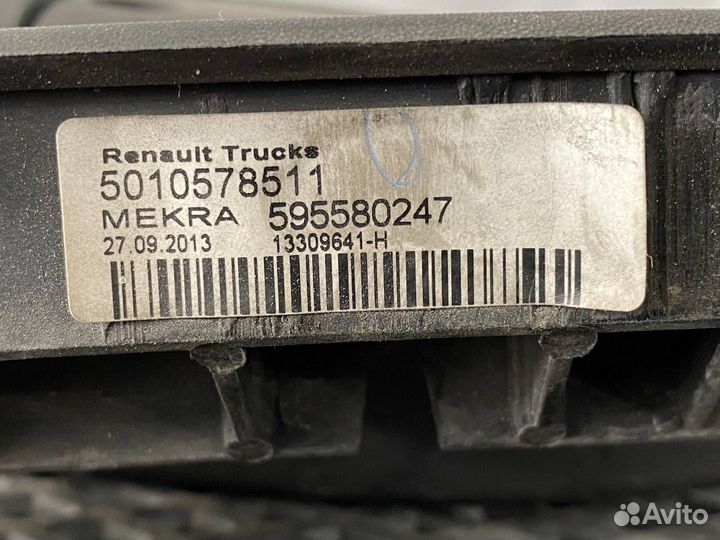 Renault Trucks
5010578511
MEKRA 595580247
27.09.2013 13309641-H
Avito